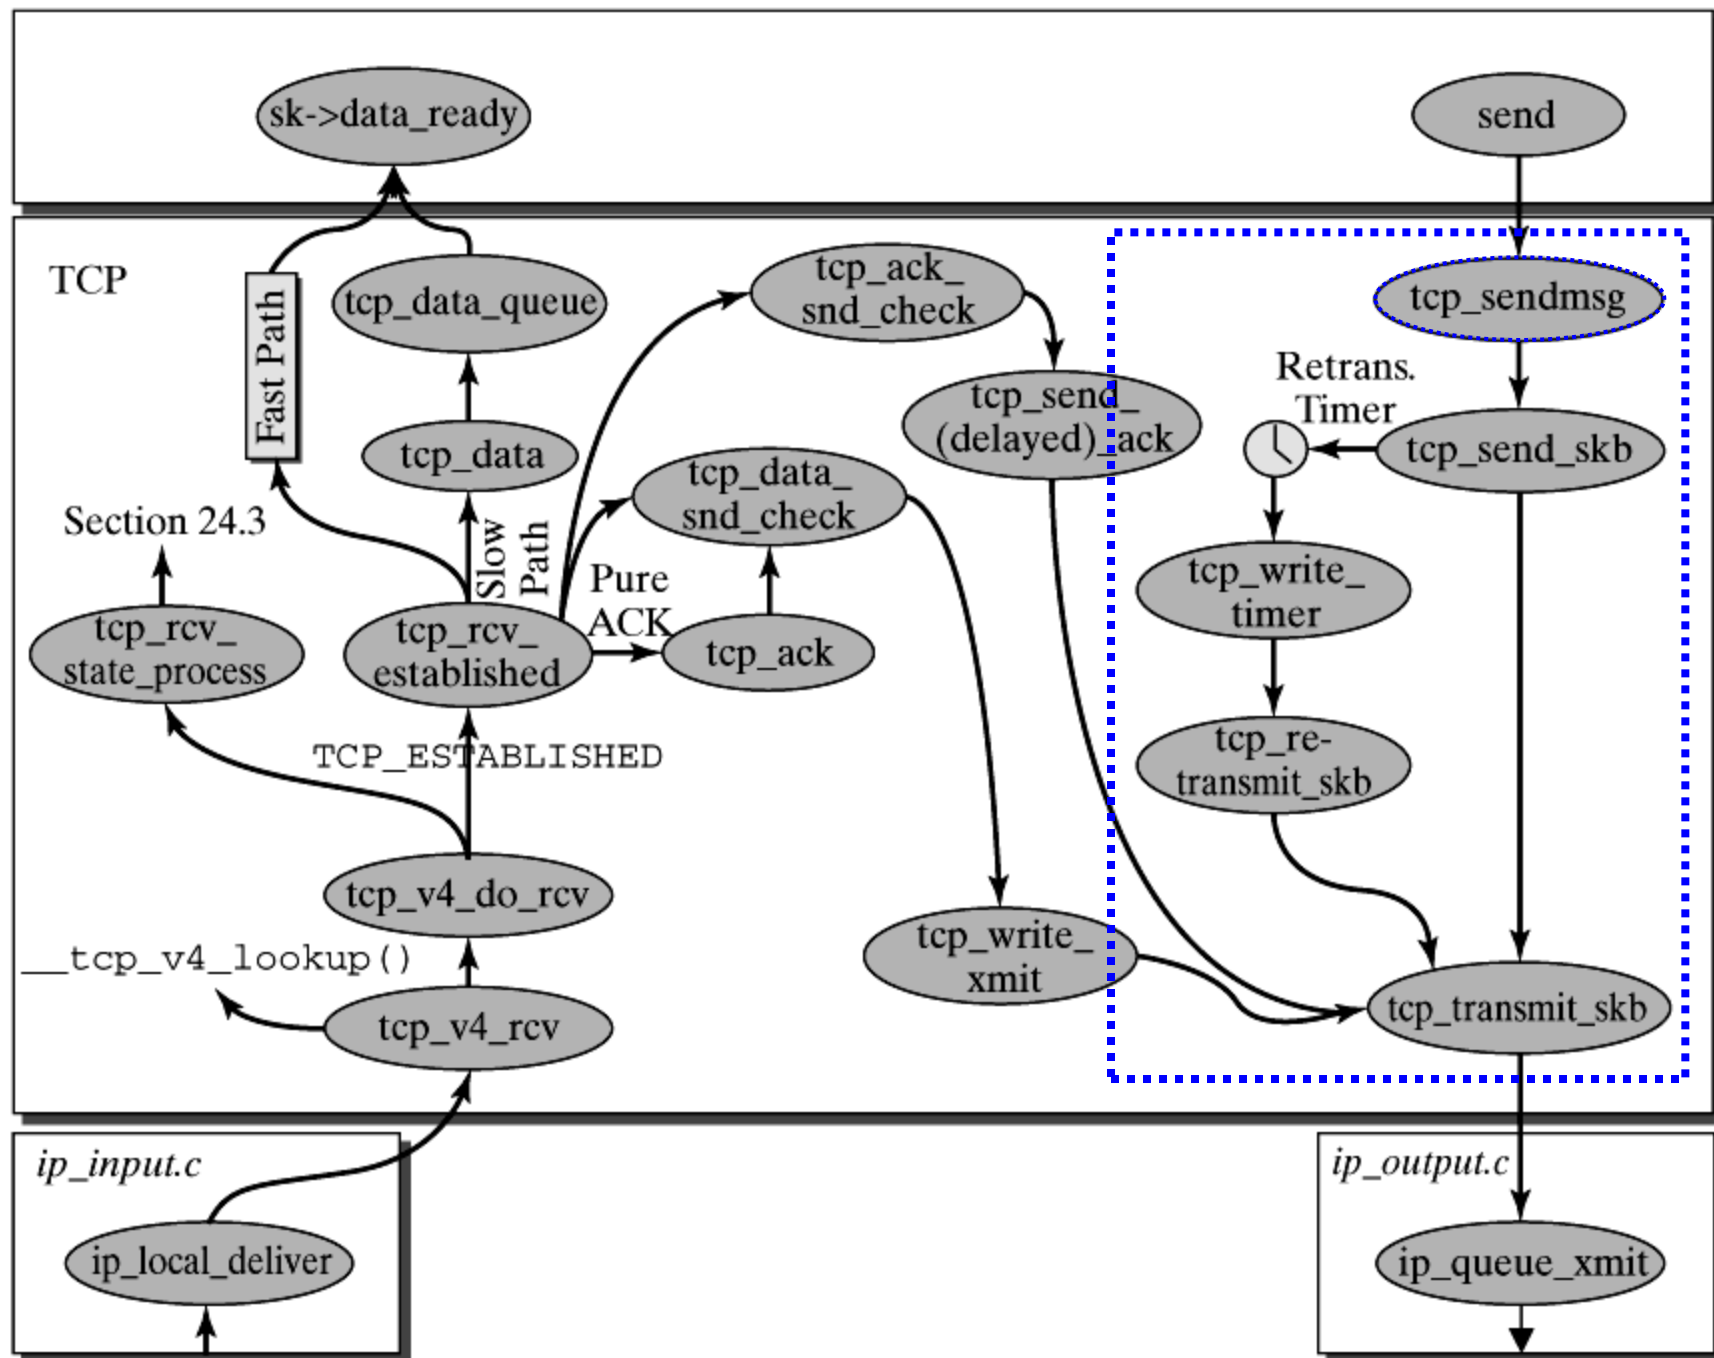 sk->data_ready
send
TCP
Fast Path
tcp_data_queue
tcp_ack_
snd_check
tcp_sendmsg
Retrans.
Timer
tcp_send_
(delayed)_ack
tcp_send_skb
tcp_data
tcp_data_
snd_check
Section 24.3
Slow
Path
Pure
ACK
tcp_write_
timer
tcp_rcv_
state_process
tcp_rcv_
established
tcp_ack
TCP_ESTABLISHED
tcp_re-
transmit_skb
tcp_v4_do_rcv
__tcp_v4_lookup()
tcp_write_
xmit
tcp_v4_rcv
tcp_transmit_skb
ip_input.c
ip_output.c
ip_local_deliver
ip_queue_xmit